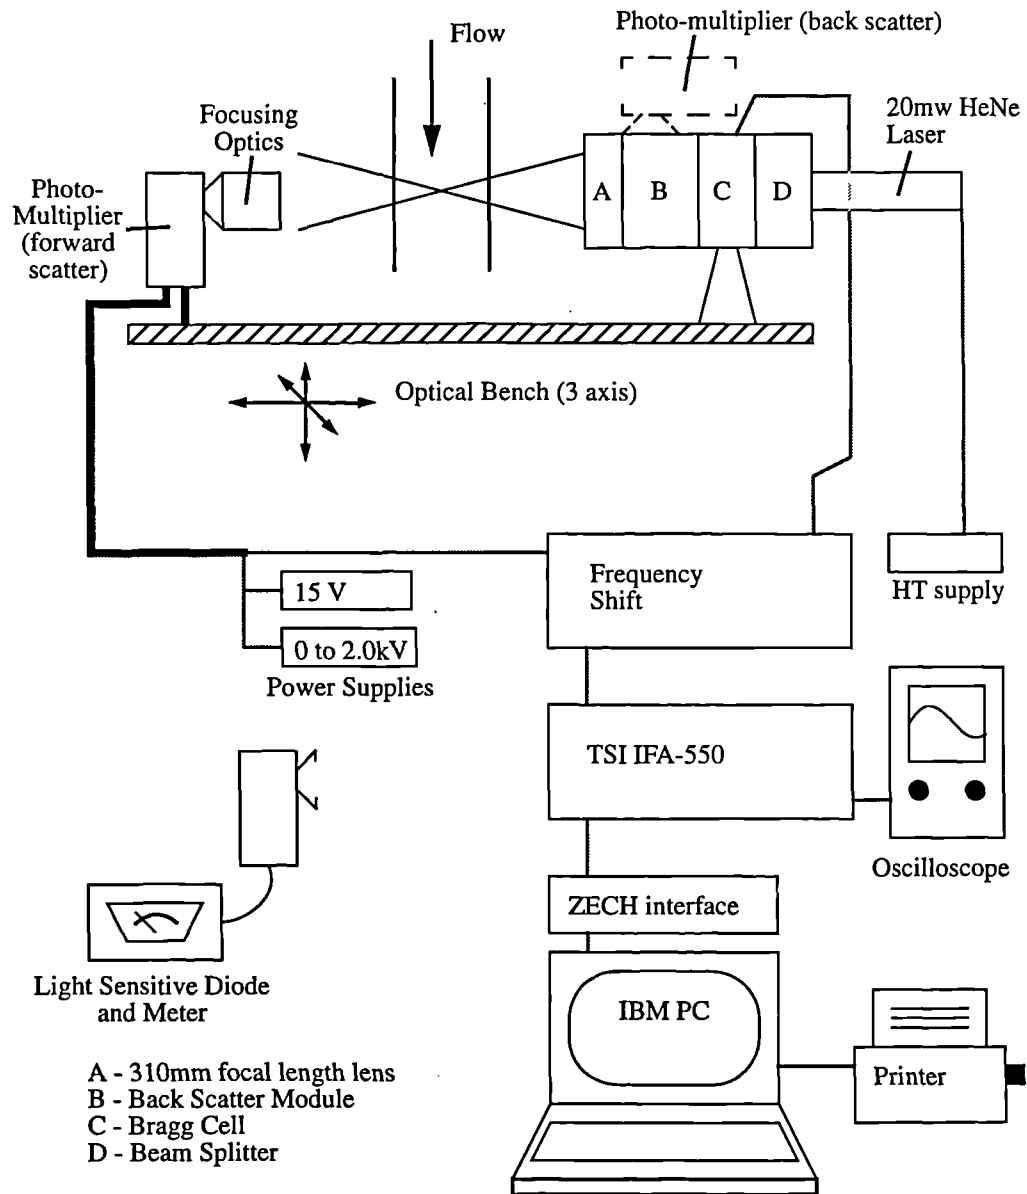 Photo-multiplier (back scatter)
Flow
20mw HeNe
Laser
Focusing
Optics
Photo-
Multiplier
(forward
scatter)
A
B
C
D
Optical Bench (3 axis)
Frequency
Shift
HT supply
15 V
0 to 2.0kV
Power Supplies
TSI IFA-550
Oscilloscope
ZECH interface
Light Sensitive Diode
and Meter
IBM PC
Printer
A - 310mm focal length lens
B - Back Scatter Module
C - Bragg Cell
D - Beam Splitter